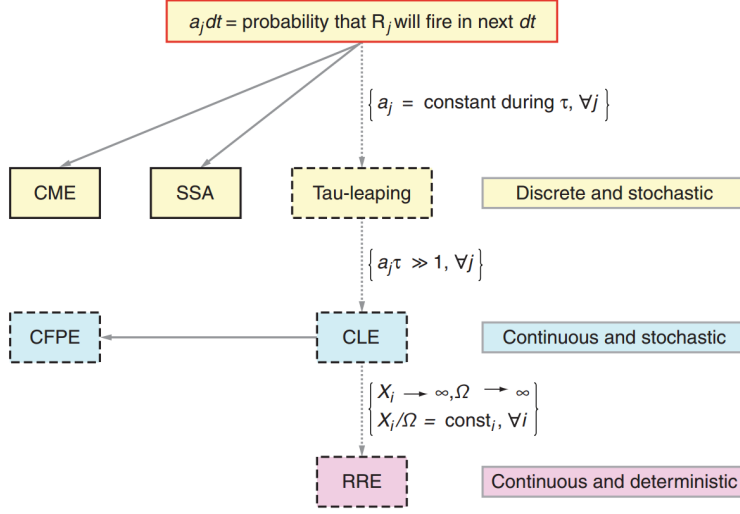 a_j dt = probability that R_j will fire in next dt
{a_j = constant during τ, ∀j}
CME
SSA
Tau-leaping
Discrete and stochastic
{a_jτ ≫ 1, ∀j}
CFPE
CLE
Continuous and stochastic
X_i → ∞, Ω → ∞
X_i/Ω = const_i, ∀i
RRE
Continuous and deterministic